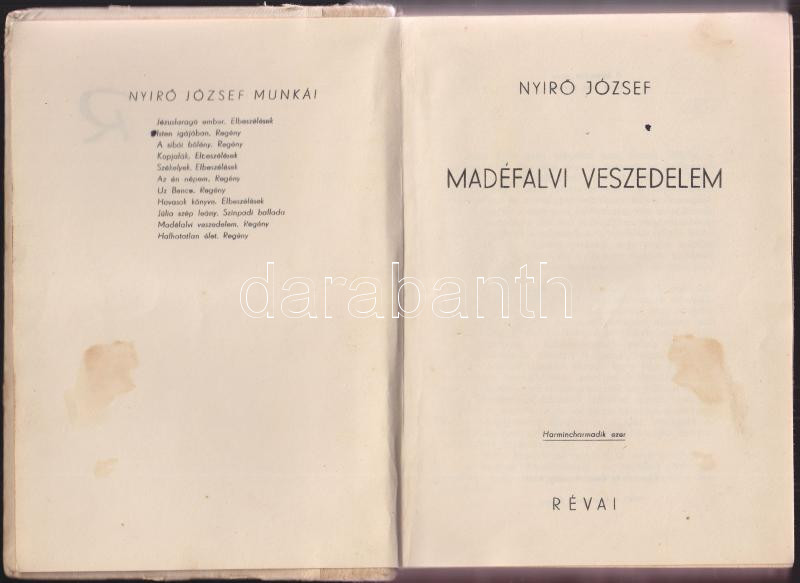 NYIRŐ JÓZSEF MUNKÁI
Jézusfaragó ember. Elbeszélések
Isten igájában. Regény
A sibói bölény. Regény
Kopjafák. Elbeszélések
Székelyek. Elbeszélések
Az én népem. Regény
Uz Bence. Regény
Havasok könyve. Elbeszélések
Júlia szép leány. Színpadi ballada
Madéfalvi veszedelem. Regény
Halhatatlan élet. Regény
NYIRŐ JÓZSEF
MADÉFALVI VESZEDELEM
darabanth
Harmincharmadik ezer
RÉVAI